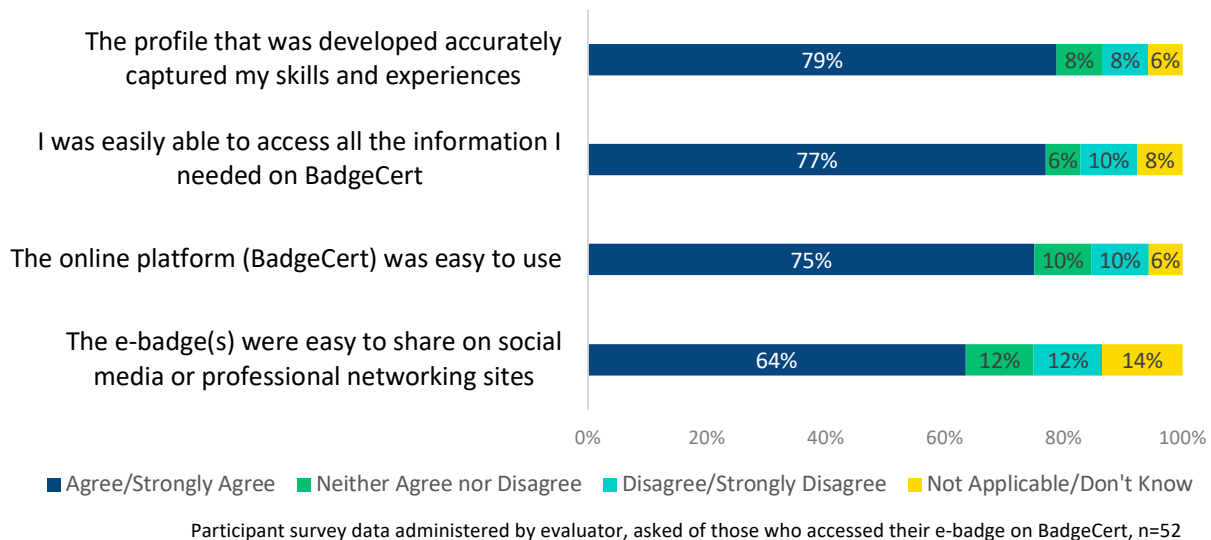 The profile that was developed accurately
captured my skills and experiences
79% 8% 8% 6%
I was easily able to access all the information I
needed on BadgeCert
77% 6% 10% 8%
The online platform (BadgeCert) was easy to use
75% 10% 10% 6%
The e-badge(s) were easy to share on social
media or professional networking sites
64% 12% 12% 14%
0% 20% 40% 60% 80% 100%
Agree/Strongly Agree Neither Agree nor Disagree Disagree/Strongly Disagree Not Applicable/Don't Know
Participant survey data administered by evaluator, asked of those who accessed their e-badge on BadgeCert, n=52